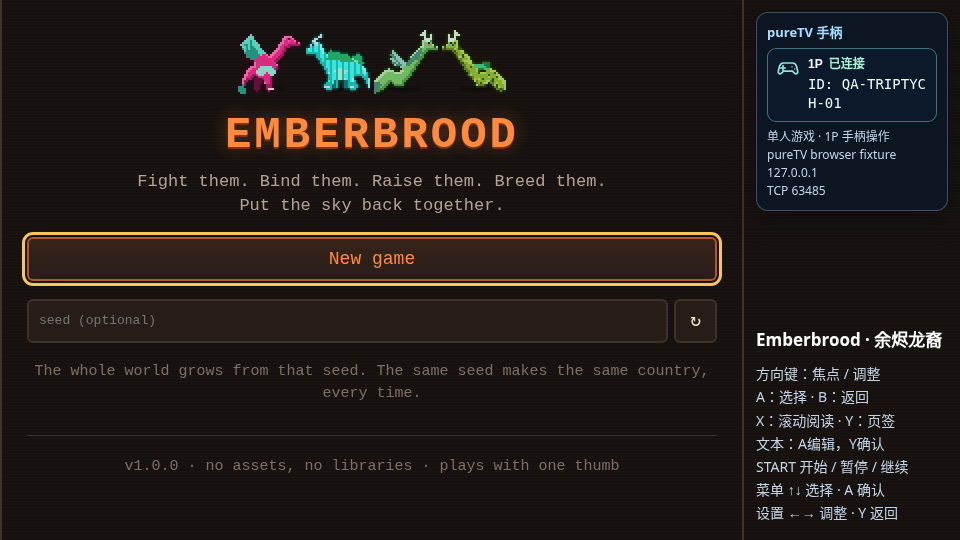 EMBERBROOD
Fight them. Bind them. Raise them. Breed them.
Put the sky back together.
New game
seed (optional)
↻
The whole world grows from that seed. The same seed makes the same country,
every time.
v1.0.0 · no assets, no libraries · plays with one thumb
pureTV 手柄
1P 已连接
ID: QA-TRIPTYC
H-01
单人游戏 · 1P 手柄操作
pureTV browser fixture
127.0.0.1
TCP 63485
Emberbrood · 余烬龙裔
方向键：焦点 / 调整
A：选择 · B：返回
X：滚动阅读 · Y：页签
文本：A编辑，Y确认
START 开始 / 暂停 / 继续
菜单 ↑↓ 选择 · A 确认
设置 ←→ 调整 · Y 返回